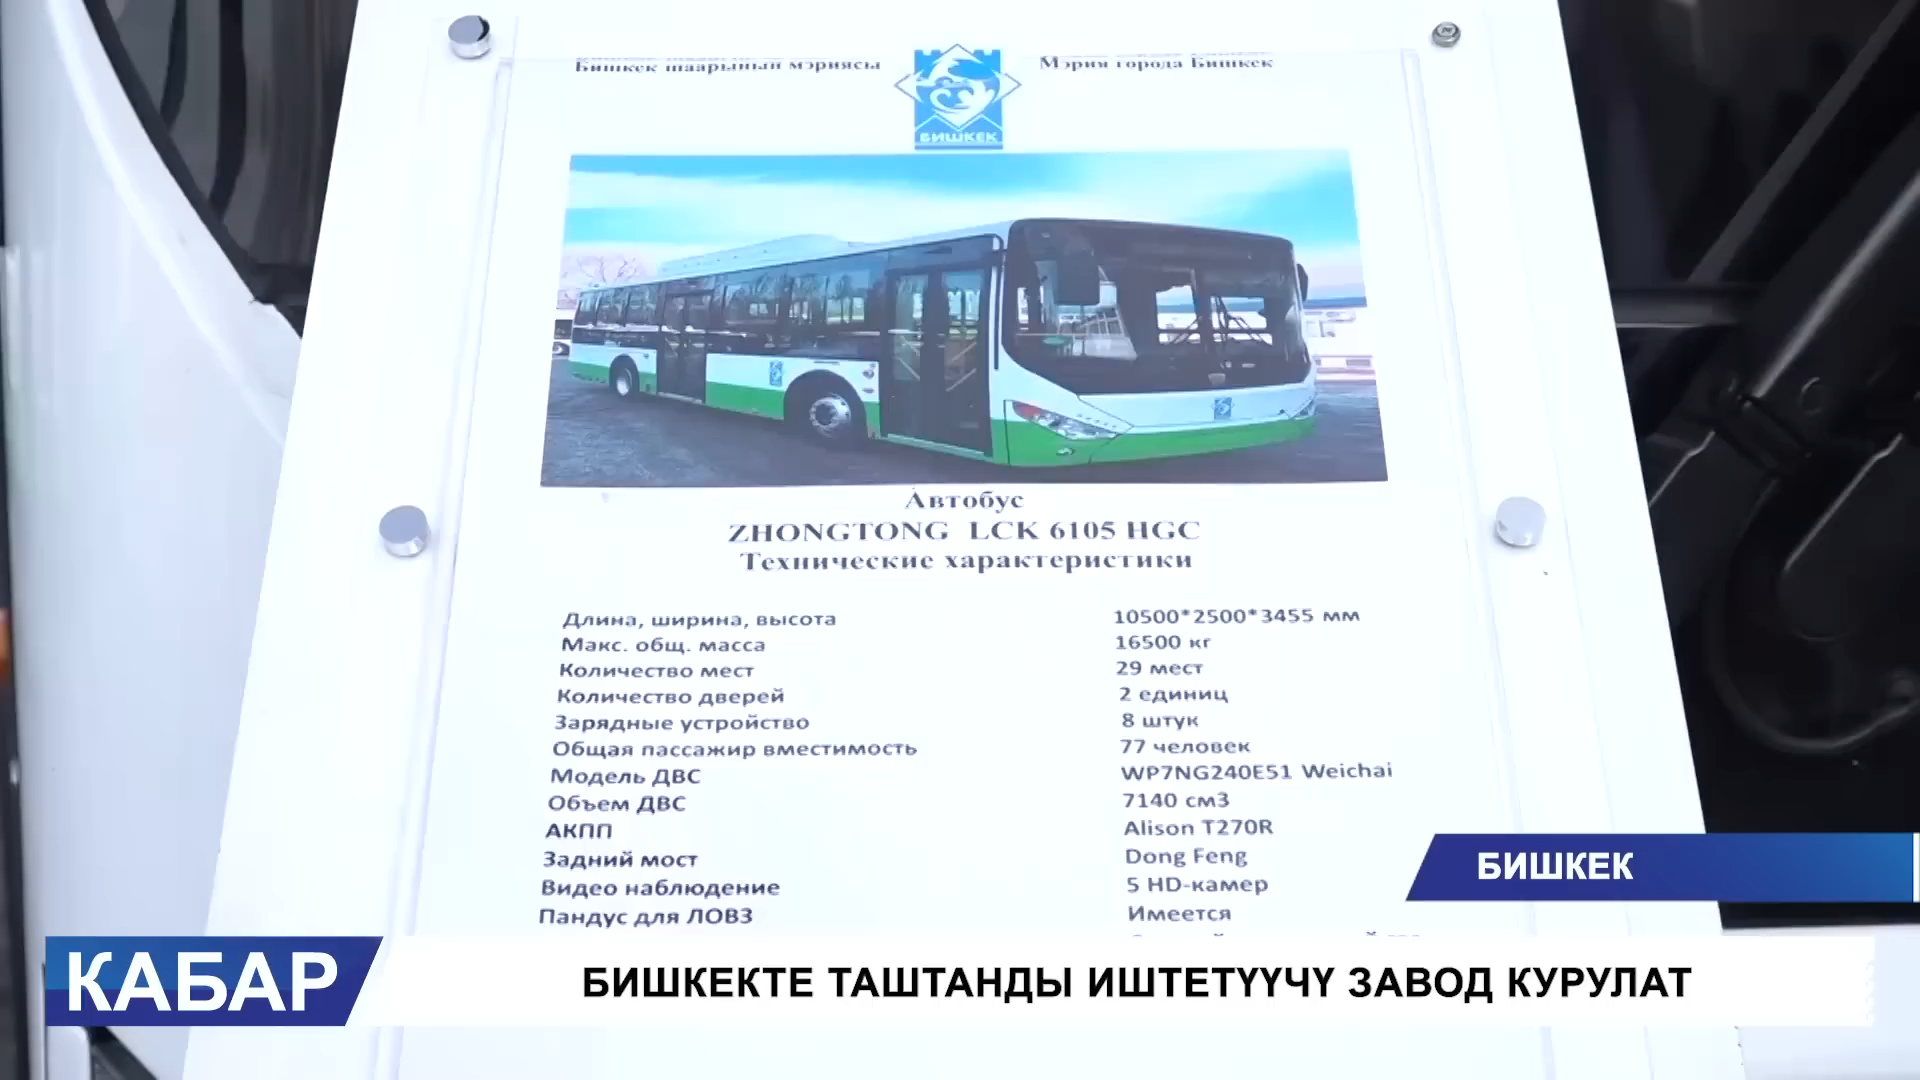 Бишкек шаарынын мэриясы
Мэрия города Бишкек
БИШКЕК
Автобус
ZHONGTONG LCK 6105 HGC
Технические характеристики
Длина, ширина, высота 10500*2500*3455 мм
Макс. общ. масса 16500 кг
Количество мест 29 мест
Количество дверей 2 единиц
Зарядные устройство 8 штук
Общая пассажир вместимость 77 человек
Модель ДВС WP7NG240E51 Weichai
Объем ДВС 7140 см3
АКПП Alison T270R
Задний мост Dong Feng
Видео наблюдение 5 HD-камер
Пандус для ЛОВЗ Имеется
БИШКЕК
КАБАР
БИШКЕКТЕ ТАШТАНДЫ ИШТЕТҮҮЧҮ ЗАВОД КУРУЛАТ